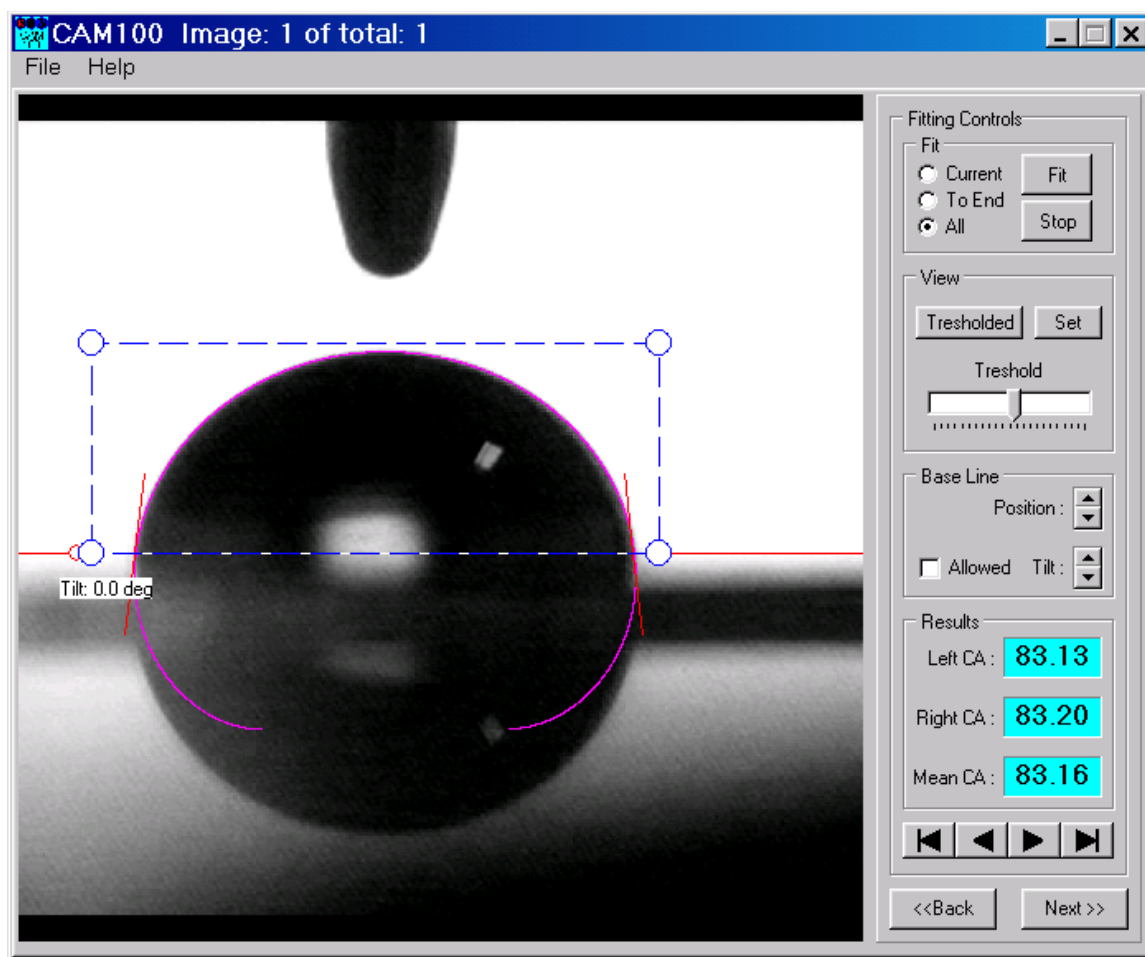 CAM100 Image: 1 of total: 1
File Help
Fitting Controls
Fit
Current
To End
All
Fit
Stop
View
Tresholded
Set
Treshold
Base Line
Position :
Allowed
Tilt :
Tilt: 0.0 deg
Results
Left CA : 83.13
Right CA : 83.20
Mean CA : 83.16
<<Back
Next >>